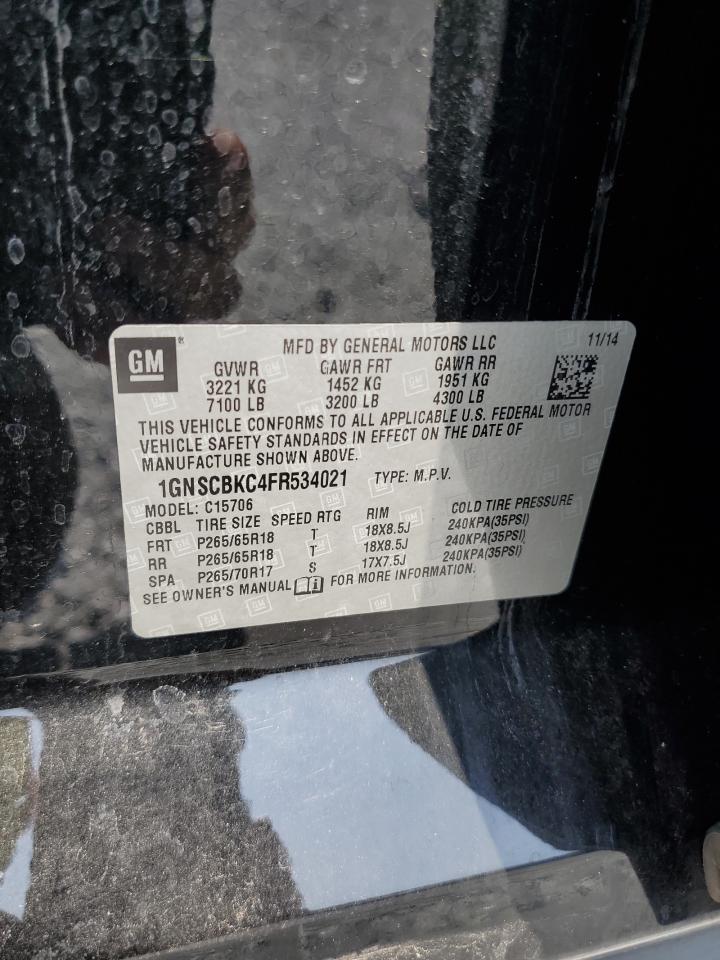 GM ® MFD BY GENERAL MOTORS LLC 11/14
GVWR GAWR FRT GAWR RR
3221 KG 1452 KG 1951 KG
7100 LB 3200 LB 4300 LB
THIS VEHICLE CONFORMS TO ALL APPLICABLE U.S. FEDERAL MOTOR
VEHICLE SAFETY STANDARDS IN EFFECT ON THE DATE OF
MANUFACTURE SHOWN ABOVE.
1GNSCBKC4FR534021 TYPE: M.P.V.
MODEL: C15706
CBBL TIRE SIZE SPEED RTG RIM COLD TIRE PRESSURE
FRT P265/65R18 T 18X8.5J 240KPA(35PSI)
RR P265/65R18 T 18X8.5J 240KPA(35PSI)
SPA P265/70R17 S 17X7.5J 240KPA(35PSI)
SEE OWNER'S MANUAL FOR MORE INFORMATION.